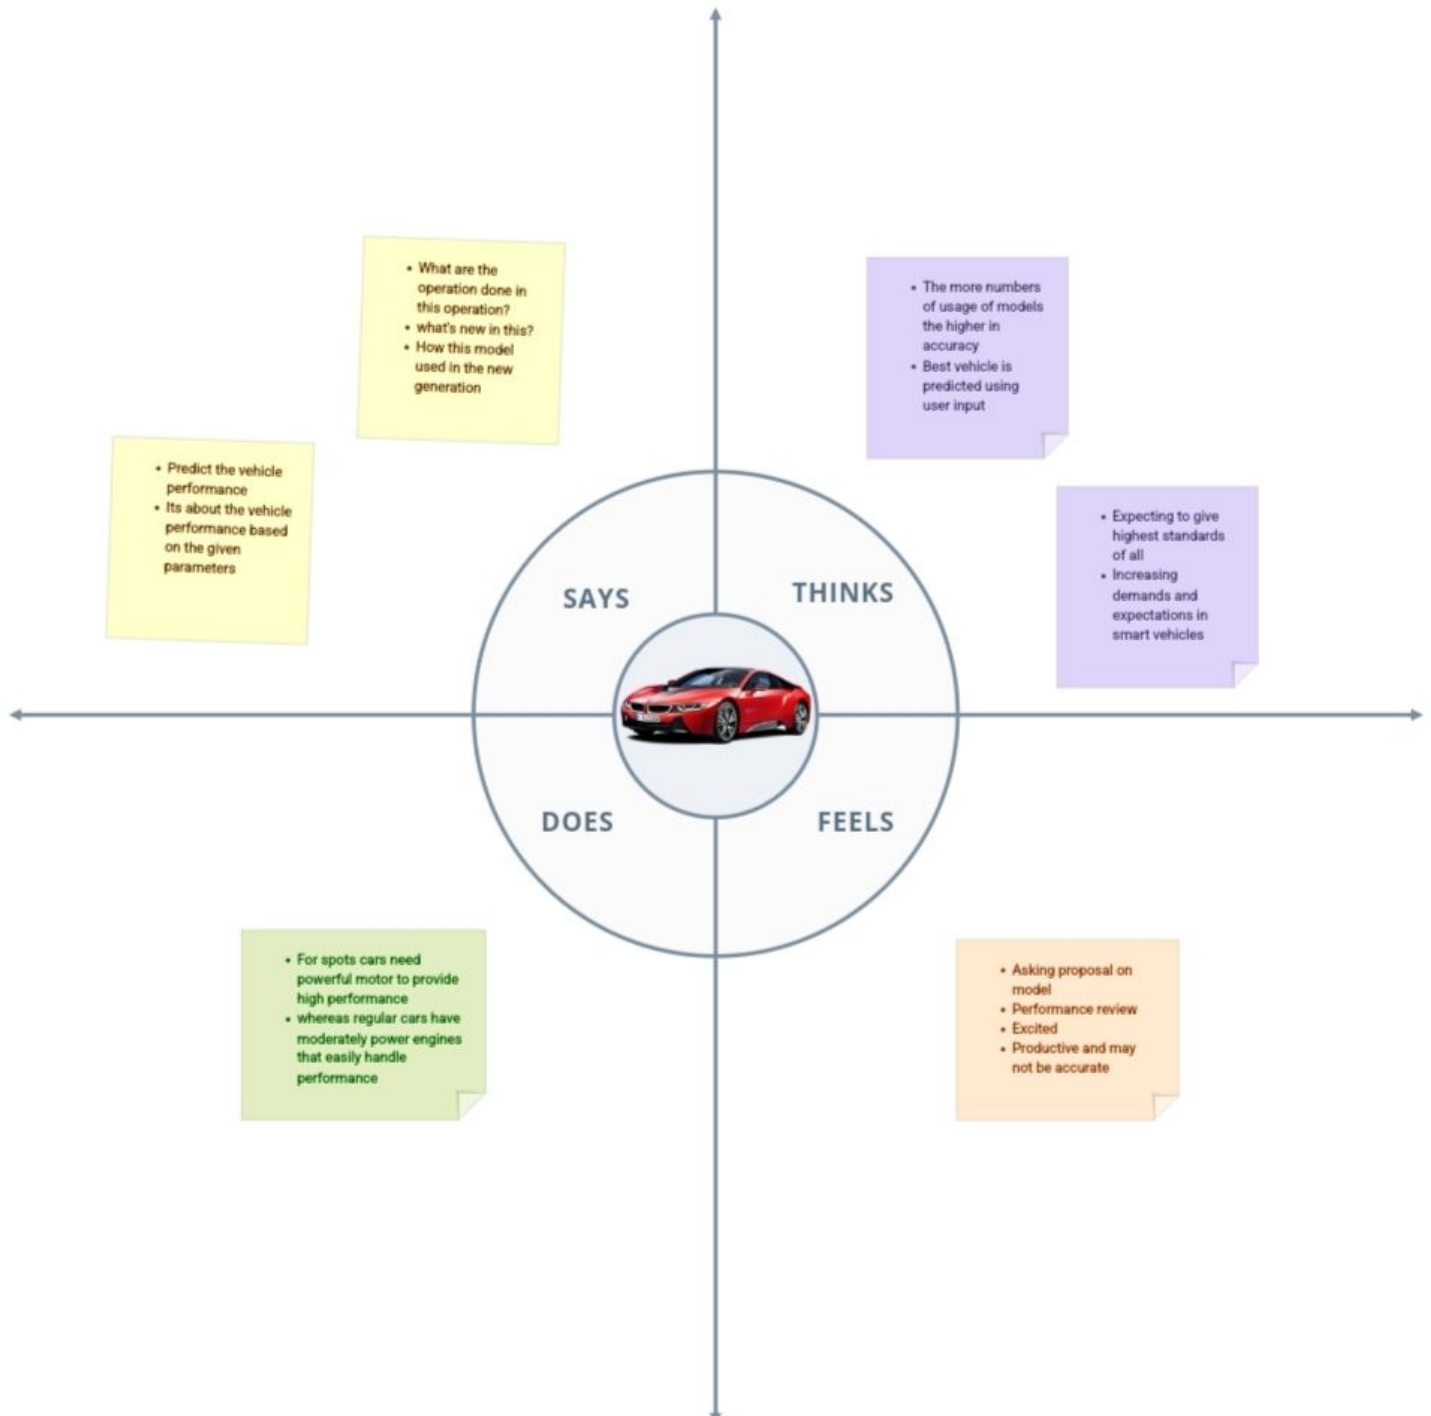 What are the
operation done in
this operation?
what's new in this?
How this model
used in the new
generation
Predict the vehicle
performance
Its about the vehicle
performance based
on the given
parameters
The more numbers
of usage of models
the higher in
accuracy
Best vehicle is
predicted using
user input
Expecting to give
highest standards
of all
Increasing
demands and
expectations in
smart vehicles
SAYS
THINKS
DOES
FEELS
For spots cars need
powerful motor to provide
high performance
whereas regular cars have
moderately power engines
that easily handle
performance
Asking proposal on
model
Performance review
Excited
Productive and may
not be accurate